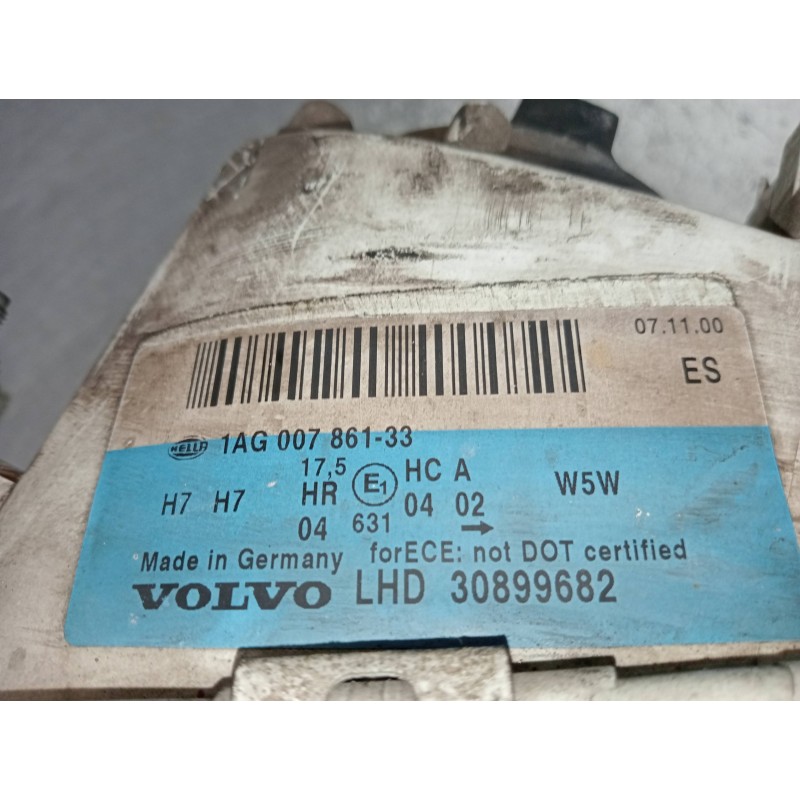 07.11.00
ES
HELLA 1AG 007 861-33
17,5 HC A
H7 H7 HR E1 W5W
04 631 04 02 →
Made in Germany forECE: not DOT certified
VOLVO LHD 30899682